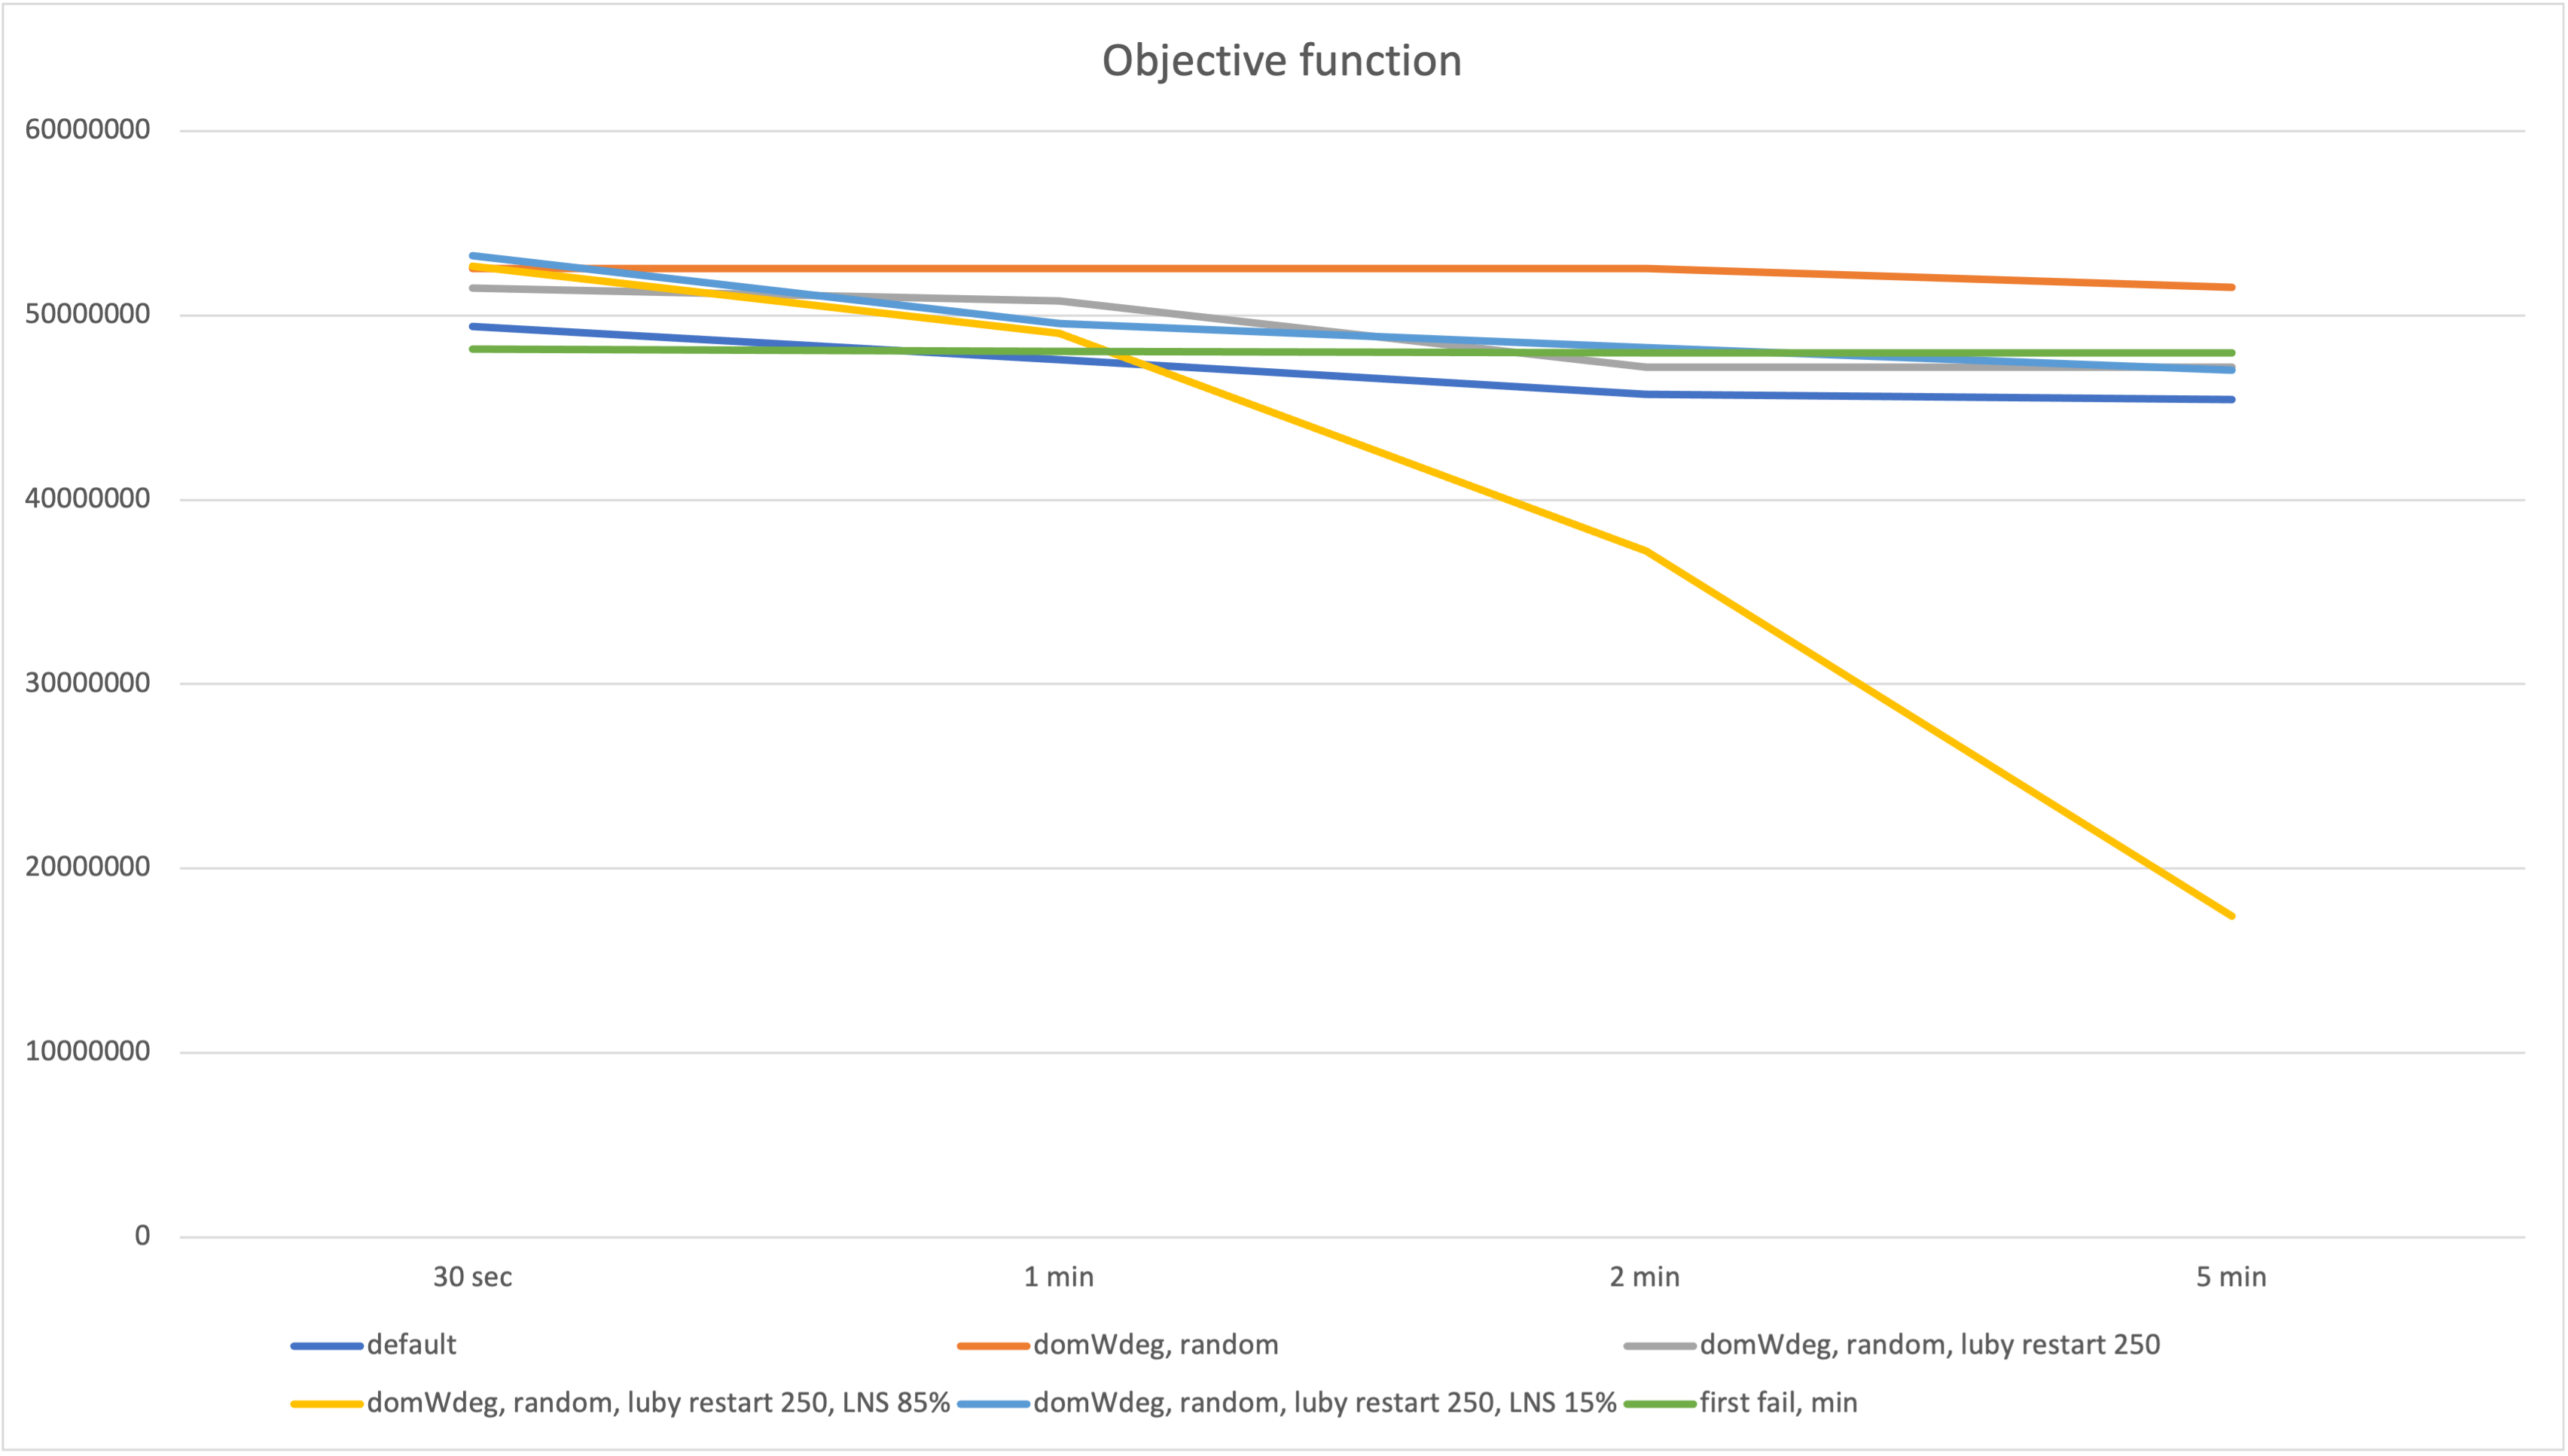 Objective function
60000000
50000000
40000000
30000000
20000000
10000000
0
30 sec 1 min 2 min 5 min
default domWdeg, random domWdeg, random, luby restart 250
domWdeg, random, luby restart 250, LNS 85% domWdeg, random, luby restart 250, LNS 15% first fail, min